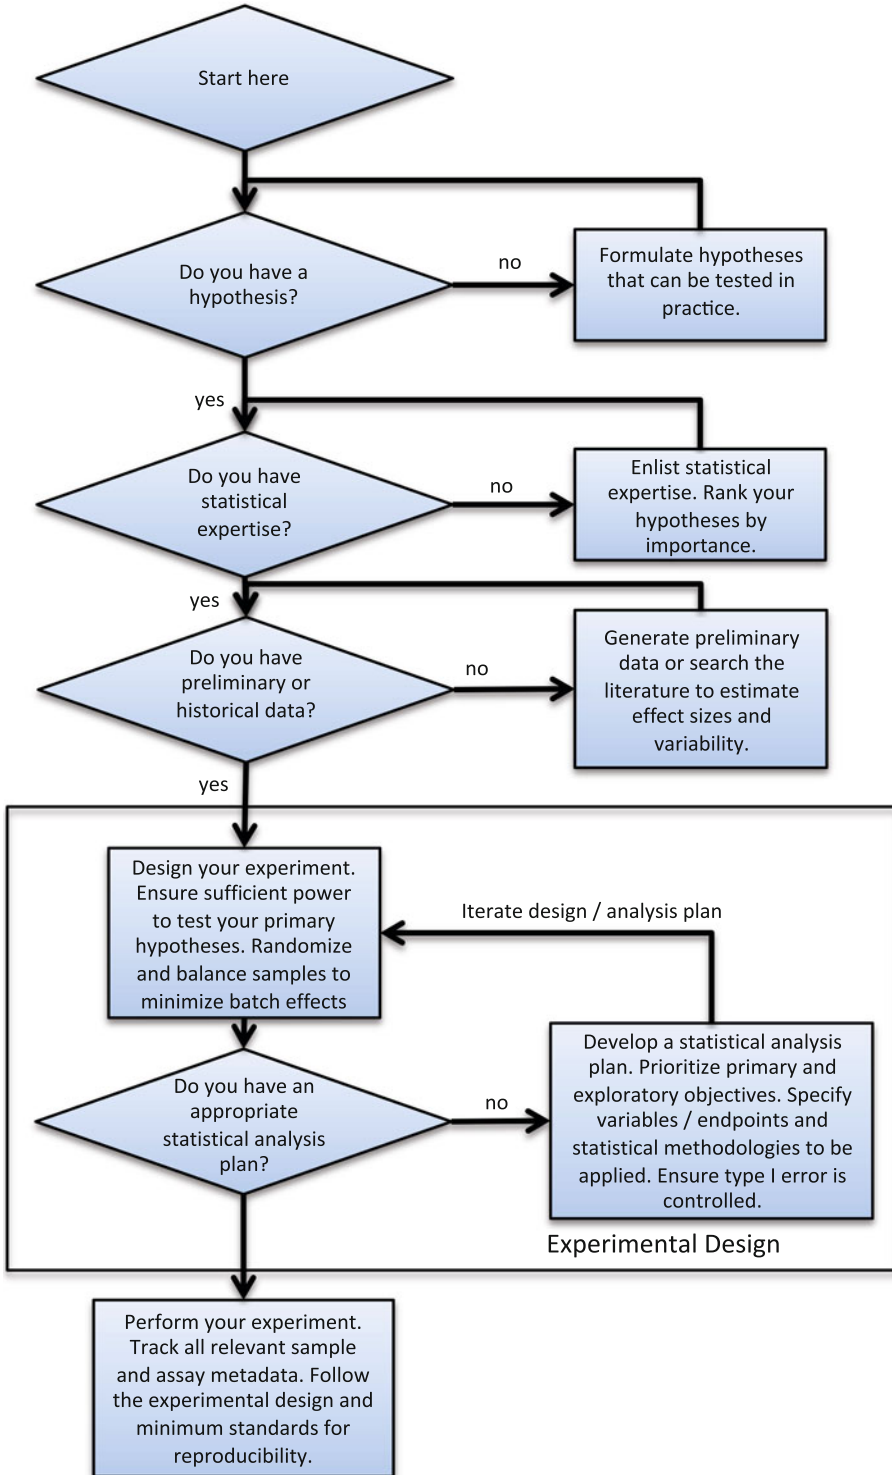 Start here
Do you have a
hypothesis?
no
Formulate hypotheses
that can be tested in
practice.
yes
Do you have
statistical
expertise?
no
Enlist statistical
expertise. Rank your
hypotheses by
importance.
yes
Do you have
preliminary or
historical data?
no
Generate preliminary
data or search the
literature to estimate
effect sizes and
variability.
yes
Design your experiment.
Ensure sufficient power
to test your primary
hypotheses. Randomize
and balance samples to
minimize batch effects
Iterate design / analysis plan
Do you have an
appropriate
statistical analysis
plan?
no
Develop a statistical analysis
plan. Prioritize primary and
exploratory objectives. Specify
variables / endpoints and
statistical methodologies to be
applied. Ensure type I error is
controlled.
Experimental Design
Perform your experiment.
Track all relevant sample
and assay metadata. Follow
the experimental design and
minimum standards for
reproducibility.